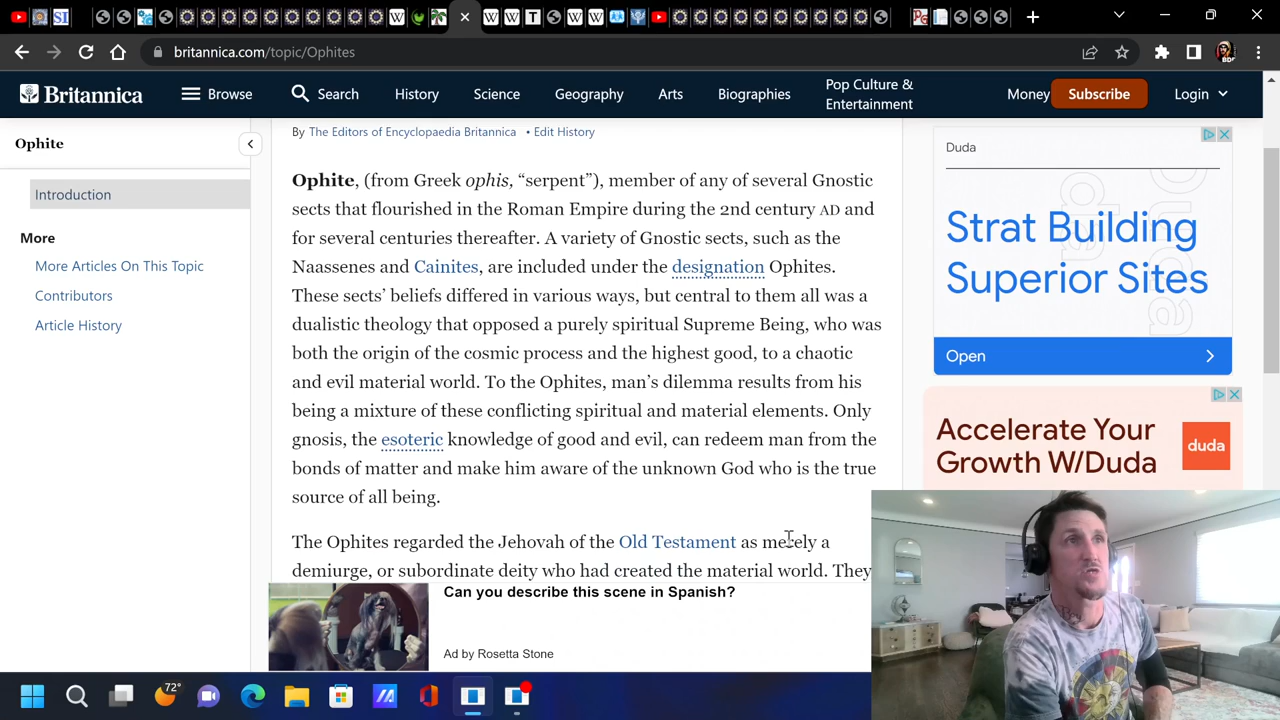 britannica.com/topic/Ophites
Britannica
Browse
Search
History
Science
Geography
Arts
Biographies
Pop Culture &
Entertainment
Money
Subscribe
Login
Ophite
Introduction
More
More Articles On This Topic
Contributors
Article History
By The Editors of Encyclopaedia Britannica • Edit History
Ophite, (from Greek ophis, “serpent”), member of any of several Gnostic
sects that flourished in the Roman Empire during the 2nd century AD and
for several centuries thereafter. A variety of Gnostic sects, such as the
Naassenes and Cainites, are included under the designation Ophites.
These sects’ beliefs differed in various ways, but central to them all was a
dualistic theology that opposed a purely spiritual Supreme Being, who was
both the origin of the cosmic process and the highest good, to a chaotic
and evil material world. To the Ophites, man’s dilemma results from his
being a mixture of these conflicting spiritual and material elements. Only
gnosis, the esoteric knowledge of good and evil, can redeem man from the
bonds of matter and make him aware of the unknown God who is the true
source of all being.
The Ophites regarded the Jehovah of the Old Testament as merely a
demiurge, or subordinate deity who had created the material world. They
Duda
Strat Building
Superior Sites
Open
Accelerate Your
Growth W/Duda
duda
Can you describe this scene in Spanish?
Ad by Rosetta Stone
72°